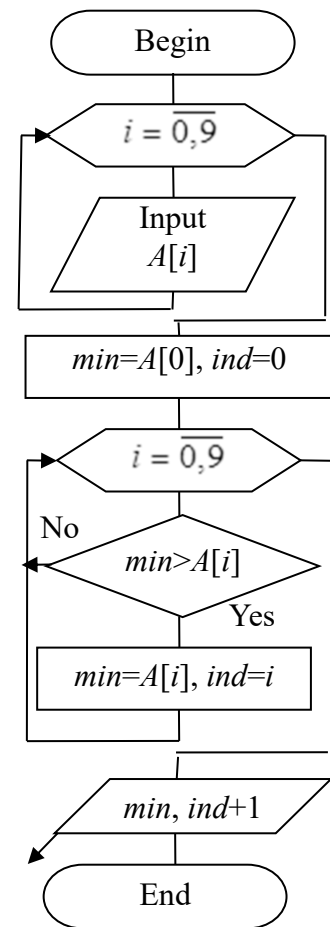 Begin
i = 0,9
Input
A[i]
min=A[0], ind=0
i = 0,9
No
min>A[i]
Yes
min=A[i], ind=i
min, ind+1
End